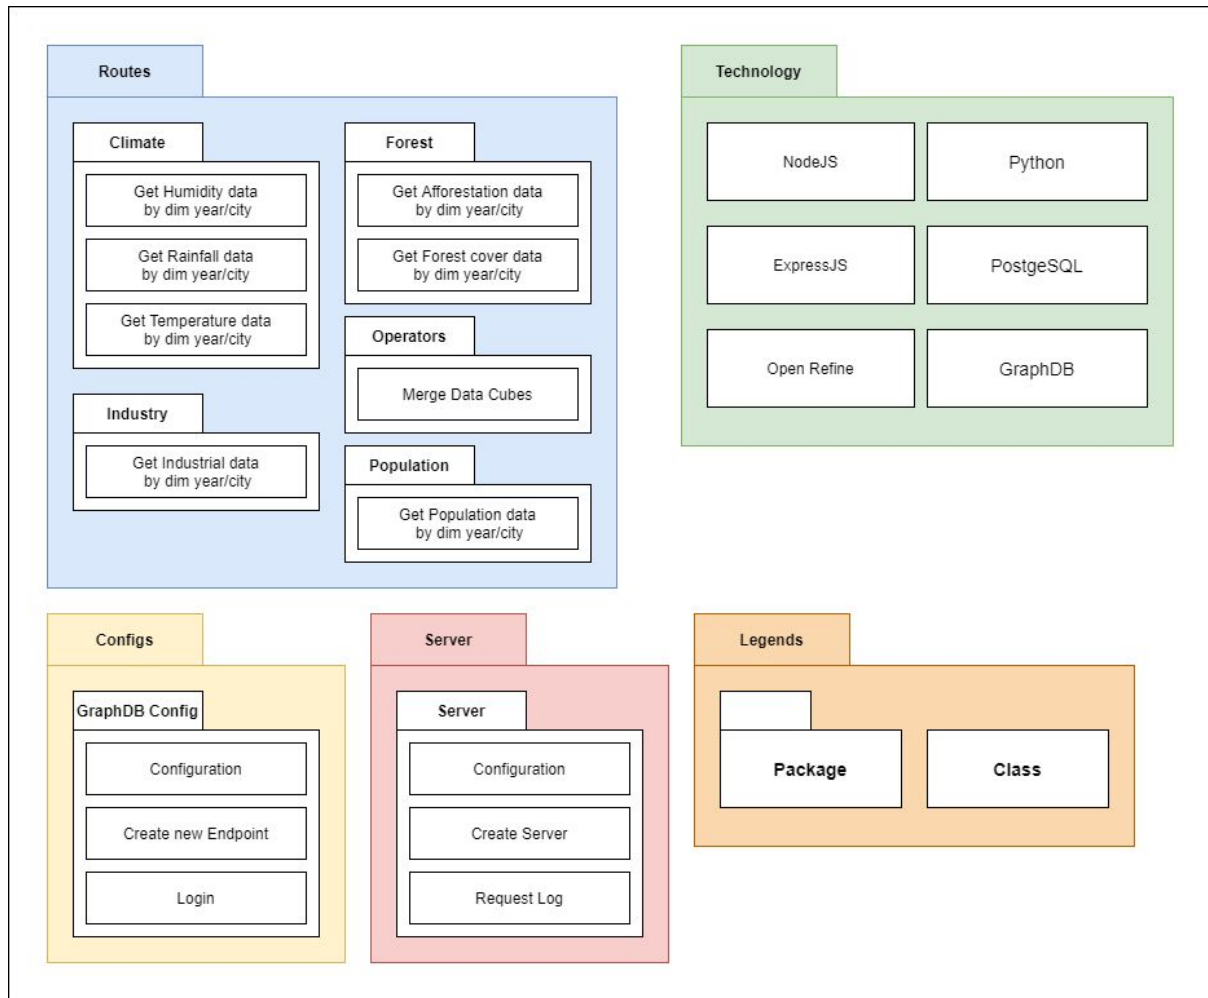 Routes
Climate
Get Humidity data
by dim year/city
Get Rainfall data
by dim year/city
Get Temperature data
by dim year/city
Industry
Get Industrial data
by dim year/city
Forest
Get Afforestation data
by dim year/city
Get Forest cover data
by dim year/city
Operators
Merge Data Cubes
Population
Get Population data
by dim year/city
Technology
NodeJS
Python
ExpressJS
PostgeSQL
Open Refine
GraphDB
Configs
GraphDB Config
Configuration
Create new Endpoint
Login
Server
Server
Configuration
Create Server
Request Log
Legends
Package
Class